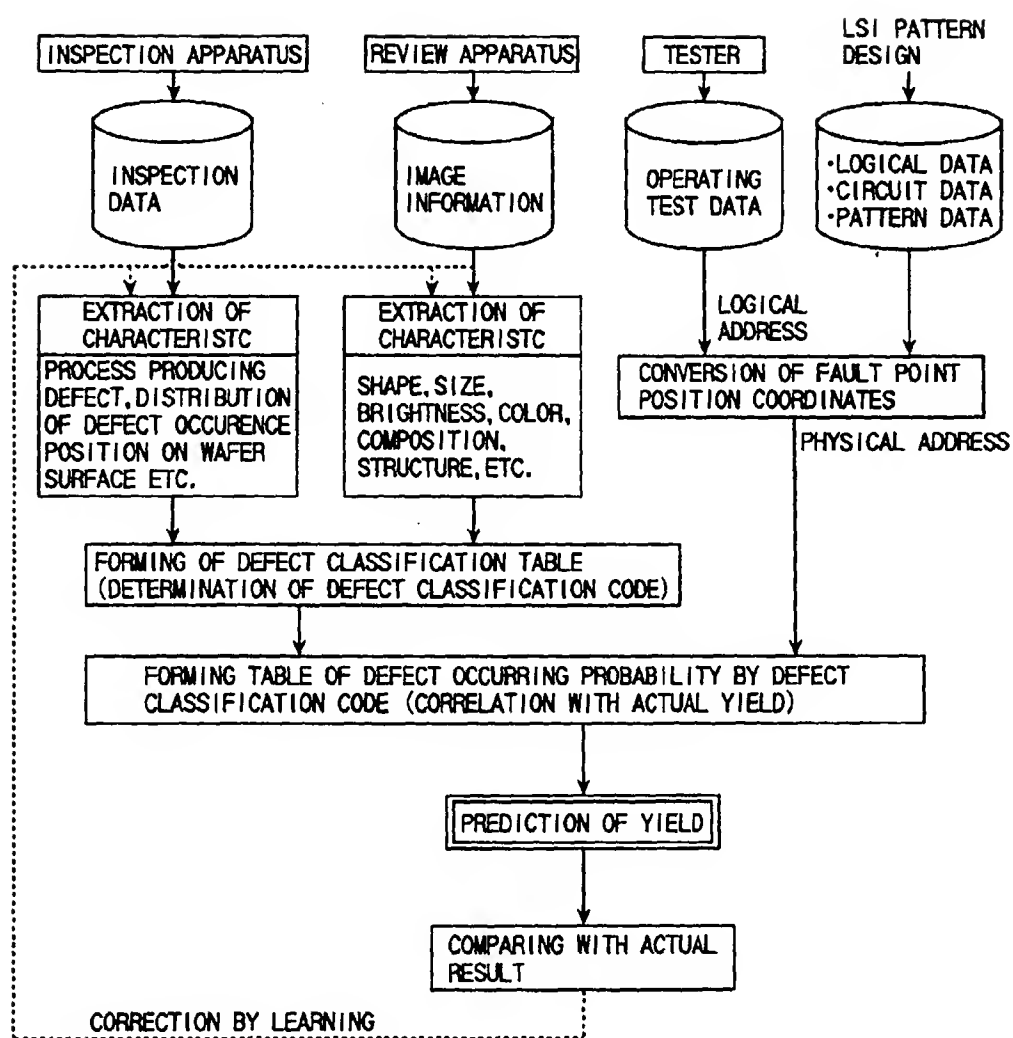 INSPECTION APPARATUS
REVIEW APPARATUS
TESTER
LSI PATTERN
DESIGN
INSPECTION
DATA
IMAGE
INFORMATION
OPERATING
TEST DATA
•LOGICAL DATA
•CIRCUIT DATA
•PATTERN DATA
EXTRACTION OF
CHARACTERISTC
PROCESS PRODUCING
DEFECT, DISTRIBUTION
OF DEFECT OCCURENCE
POSITION ON WAFER
SURFACE ETC.
EXTRACTION OF
CHARACTERISTC
SHAPE, SIZE,
BRIGHTNESS, COLOR,
COMPOSITION,
STRUCTURE, ETC.
LOGICAL
ADDRESS
CONVERSION OF FAULT POINT
POSITION COORDINATES
PHYSICAL ADDRESS
FORMING OF DEFECT CLASSIFICATION TABLE
(DETERMINATION OF DEFECT CLASSIFICATION CODE)
FORMING TABLE OF DEFECT OCCURRING PROBABILITY BY DEFECT
CLASSIFICATION CODE (CORRELATION WITH ACTUAL YIELD)
PREDICTION OF YIELD
COMPARING WITH ACTUAL
RESULT
CORRECTION BY LEARNING